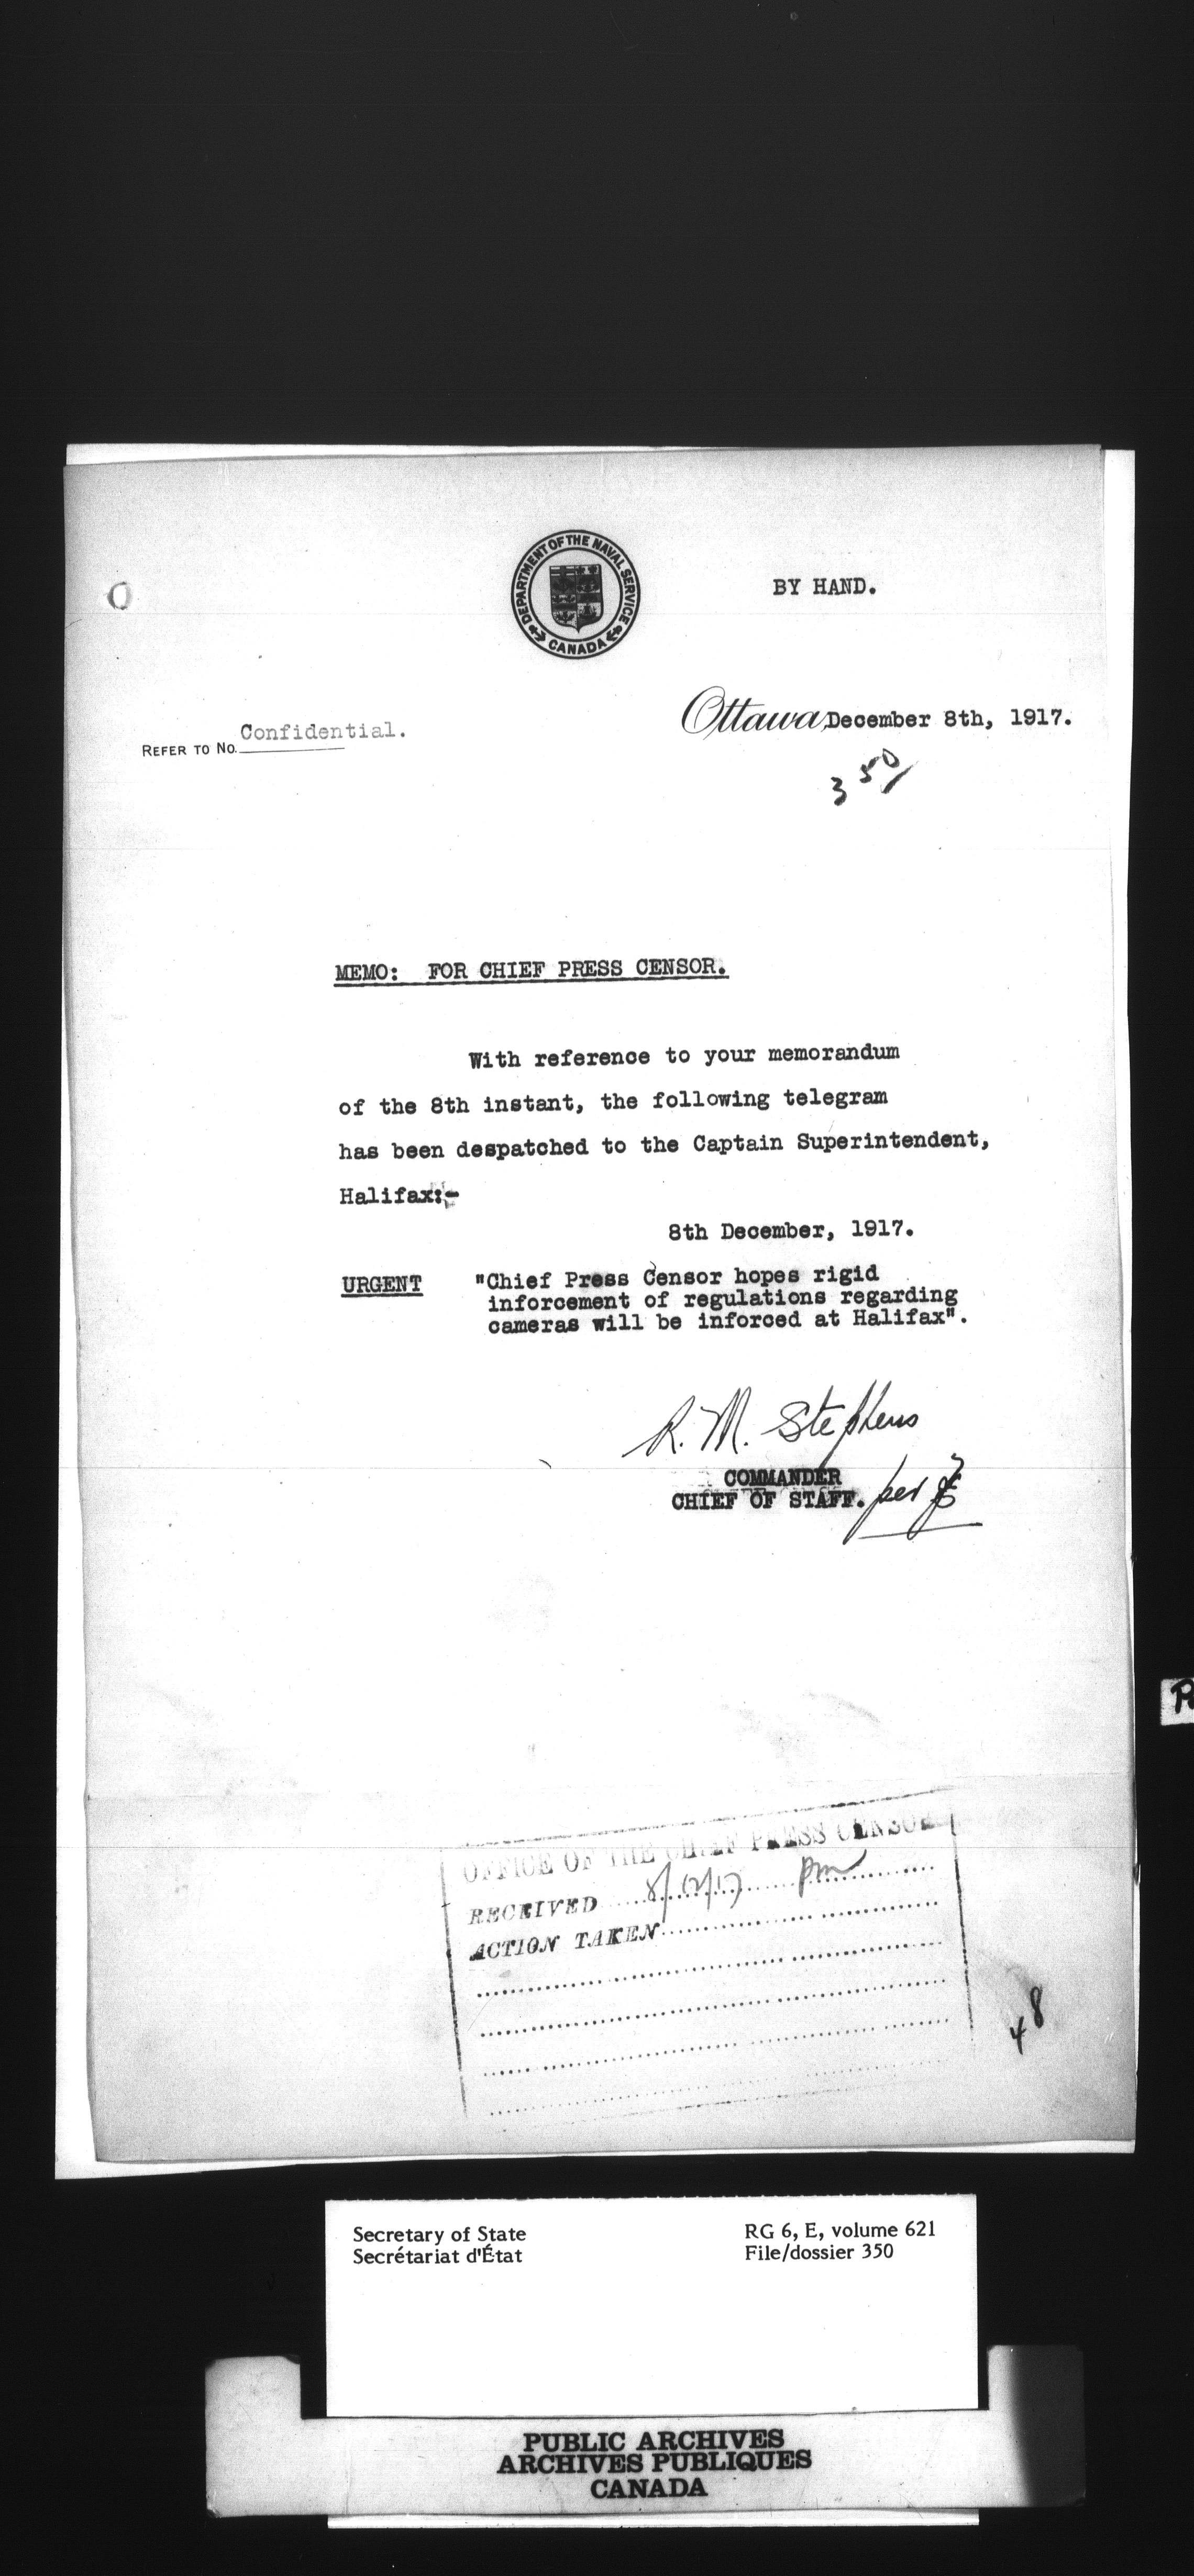 DEPARTMENT OF THE NAVAL SERVICE
CANADA
BY HAND.
Confidential.
REFER TO NO.
Ottawa, December 8th, 1917.
350
MEMO: FOR CHIEF PRESS CENSOR.
With reference to your memorandum
of the 8th instant, the following telegram
has been despatched to the Captain Superintendent,
Halifax:-
8th December, 1917.
URGENT "Chief Press Censor hopes rigid
inforcement of regulations regarding
cameras will be inforced at Halifax".
R. M. Stephens
COMMANDER
CHIEF OF STAFF. per
OFFICE OF THE CHIEF PRESS CENSOR
RECEIVED 8/12/17 pm
ACTION TAKEN
48
Secretary of State
Secrétariat d'État
RG 6, E, volume 621
File/dossier 350
PUBLIC ARCHIVES
ARCHIVES PUBLIQUES
CANADA